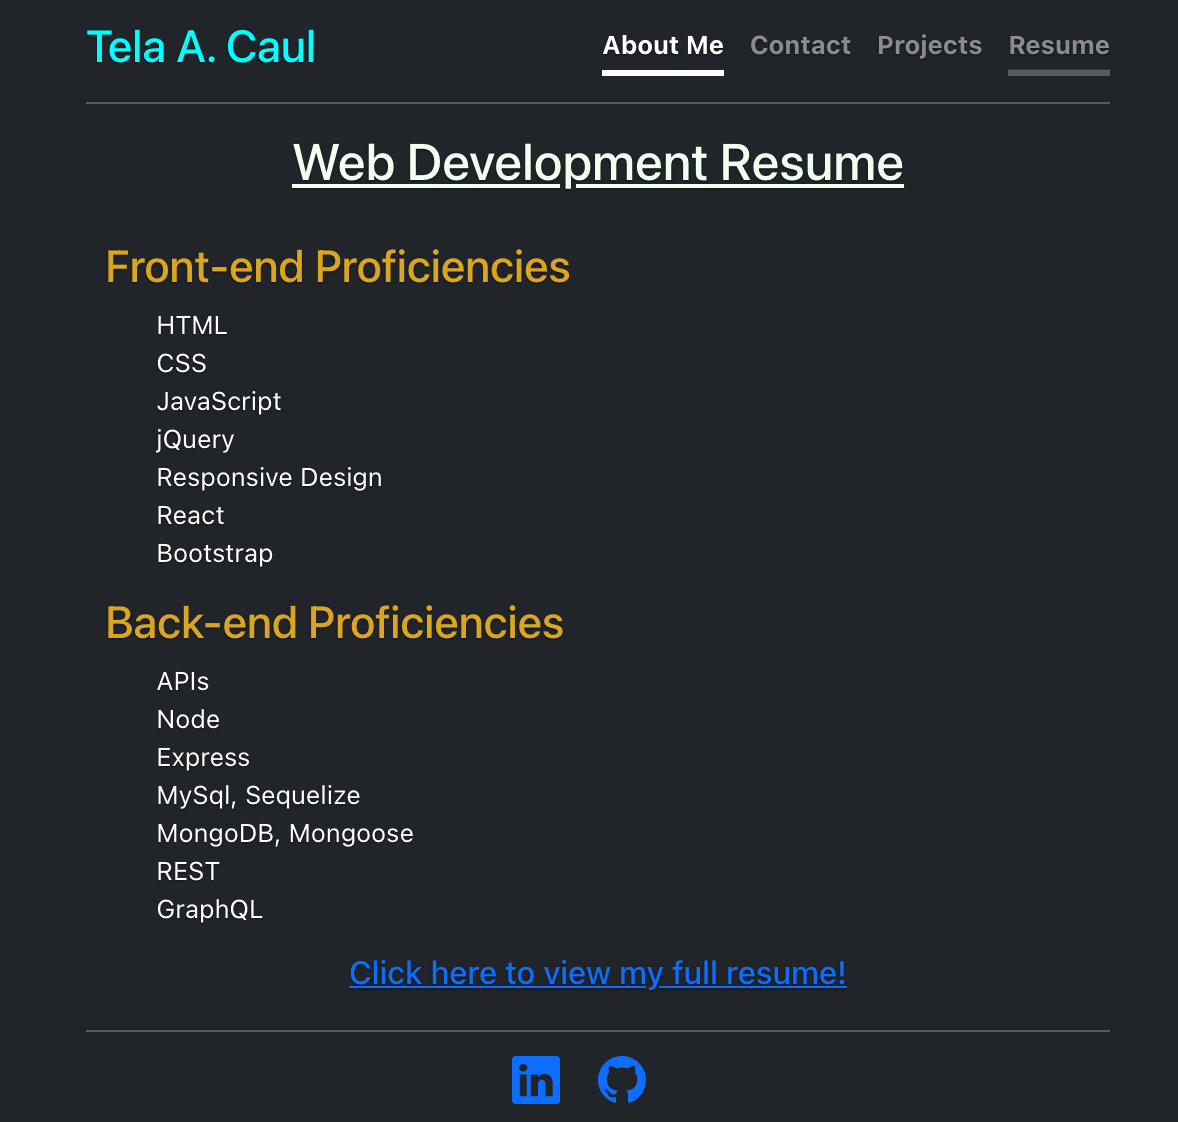 Tela A. Caul
About Me Contact Projects Resume
Web Development Resume
Front-end Proficiencies
HTML
CSS
JavaScript
jQuery
Responsive Design
React
Bootstrap
Back-end Proficiencies
APIs
Node
Express
MySql, Sequelize
MongoDB, Mongoose
REST
GraphQL
Click here to view my full resume!
in